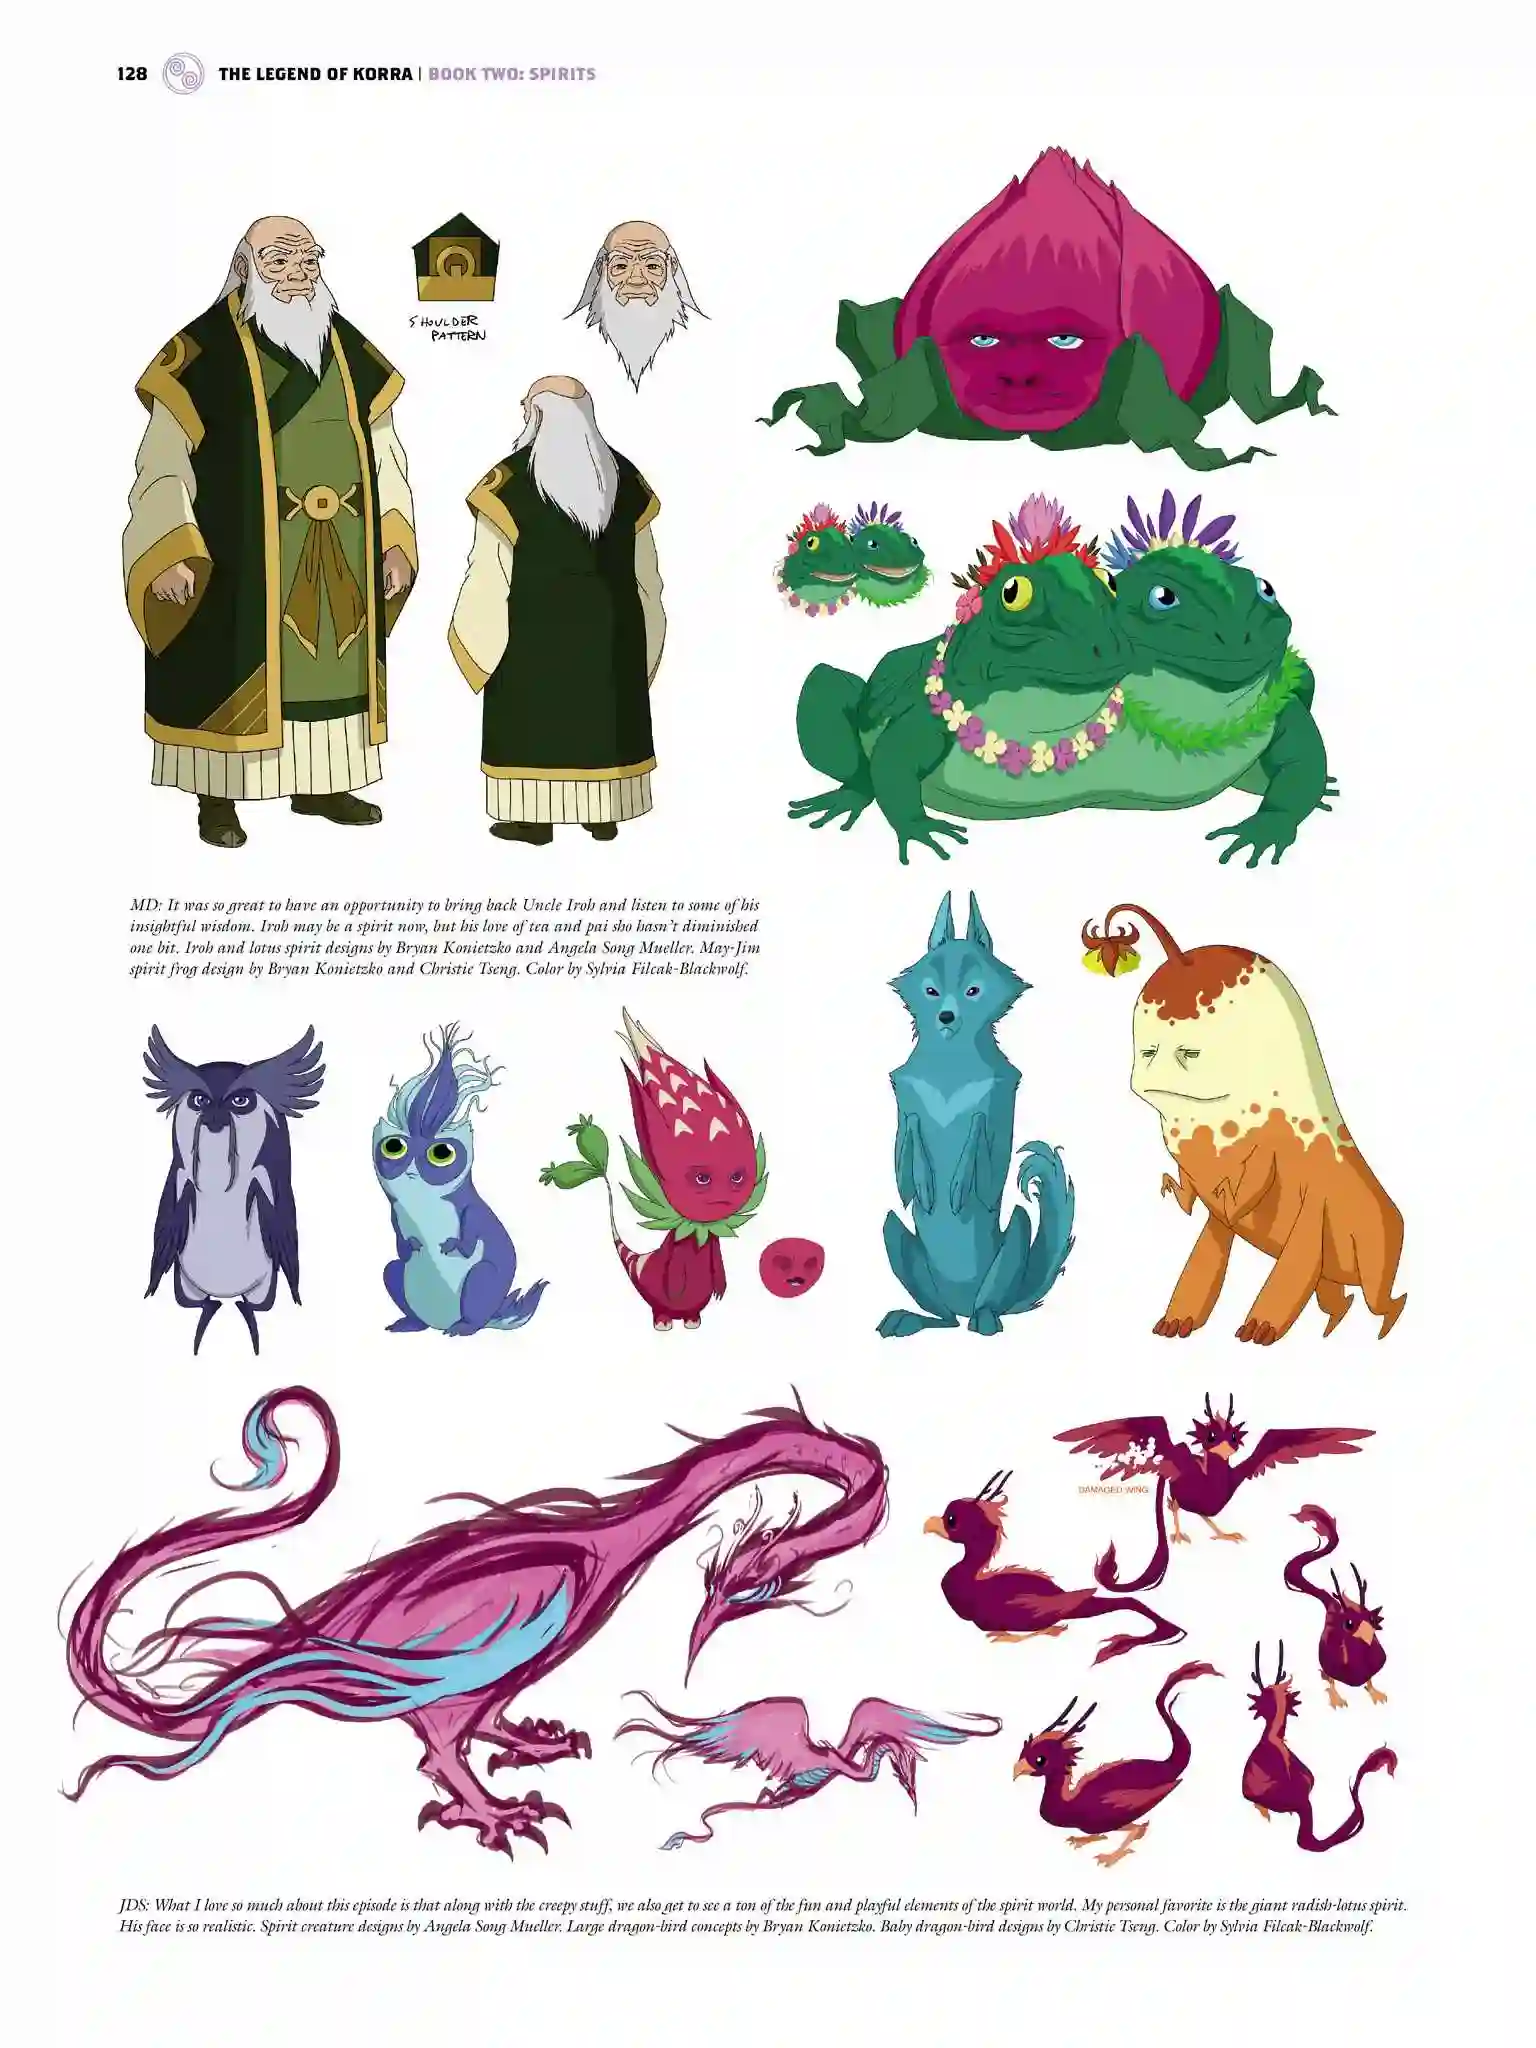 128 THE LEGEND OF KORRA | BOOK TWO: SPIRITS
SHOULDER
PATTERN
MD: It was so great to have an opportunity to bring back Uncle Iroh and listen to some of his
insightful wisdom. Iroh may be a spirit now, but his love of tea and pai sho hasn't diminished
one bit. Iroh and lotus spirit designs by Bryan Konietzko and Angela Song Mueller. May-Jim
spirit frog design by Bryan Konietzko and Christie Tseng. Color by Sylvia Filcak-Blackwolf.
DAMAGED WING
JDS: What I love so much about this episode is that along with the creepy stuff, we also get to see a ton of the fun and playful elements of the spirit world. My personal favorite is the giant radish-lotus spirit.
His face is so realistic. Spirit creature designs by Angela Song Mueller. Large dragon-bird concepts by Bryan Konietzko. Baby dragon-bird designs by Christie Tseng. Color by Sylvia Filcak-Blackwolf.